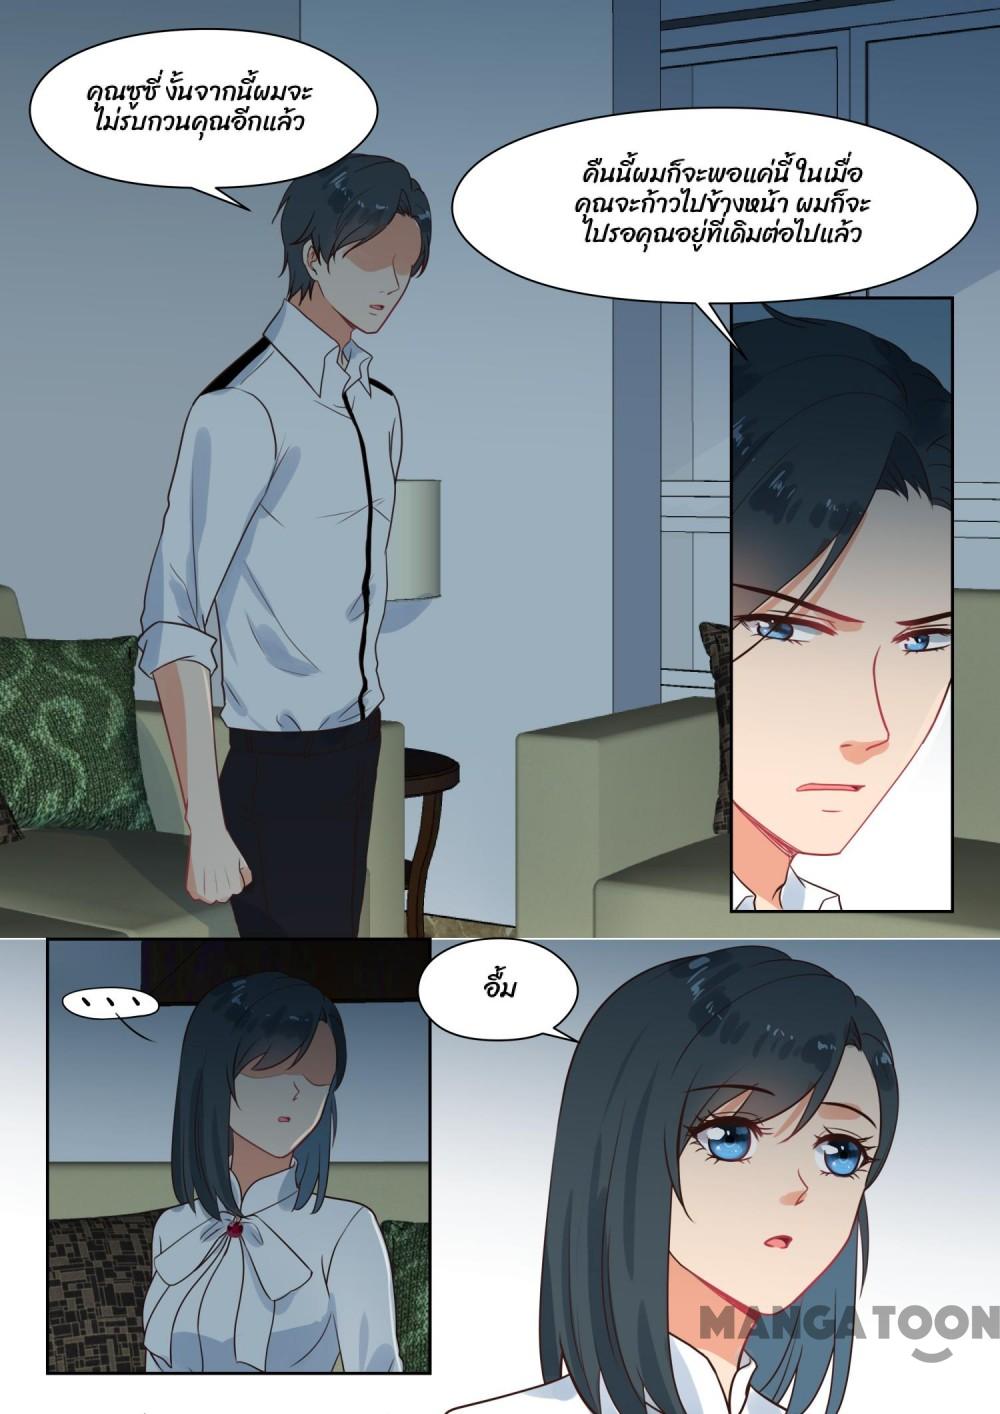 คุณซูซี่ งั้นจากนี้ผมจะ
ไม่รบกวนคุณอีกแล้ว
คืนนี้ผมก็จะพอแค่นี้ ในเมื่อ
คุณจะก้าวไปข้างหน้า ผมก็จะ
ไปรอคุณอยู่ที่เดิมต่อไปแล้ว
...
อื้ม
MANGATOON